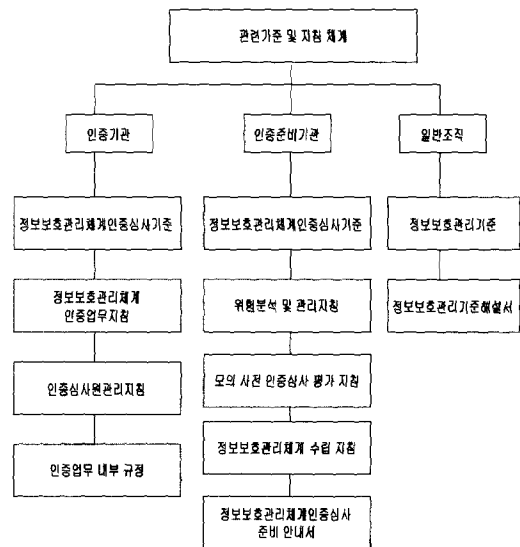 관련기준 및 지침 체계
인증기관
인증준비기관
일반조직
정보보호관리체계인증심사기준
정보보호관리체계인증심사기준
정보보호관리기준
정보보호관리체계
인증업무지침
위험분석 및 관리지침
정보보호관리기준해설서
인증심사원관리지침
모의 사전 인증심사 평가 지침
인증업무 내부 규정
정보보호관리체계 수립 지침
정보보호관리체계인증심사
준비 안내서